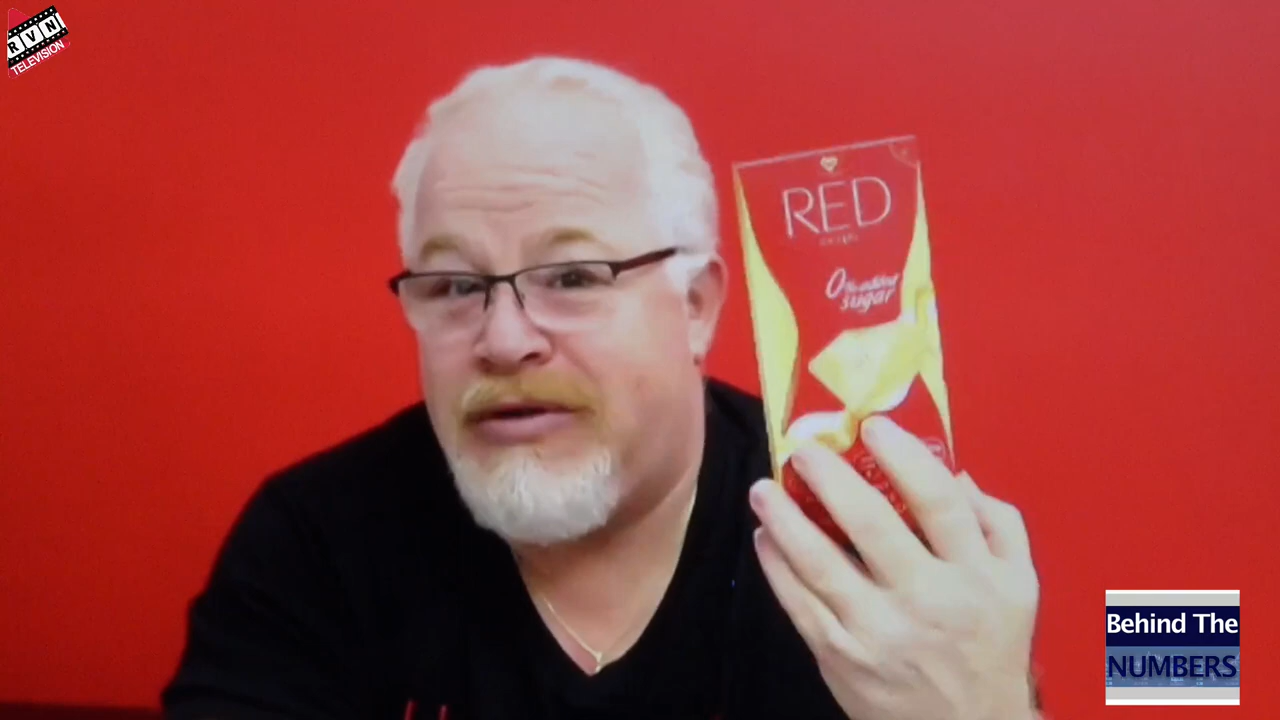 RVN
TELEVISION
RED
0% added
sugar
Behind The
NUMBERS